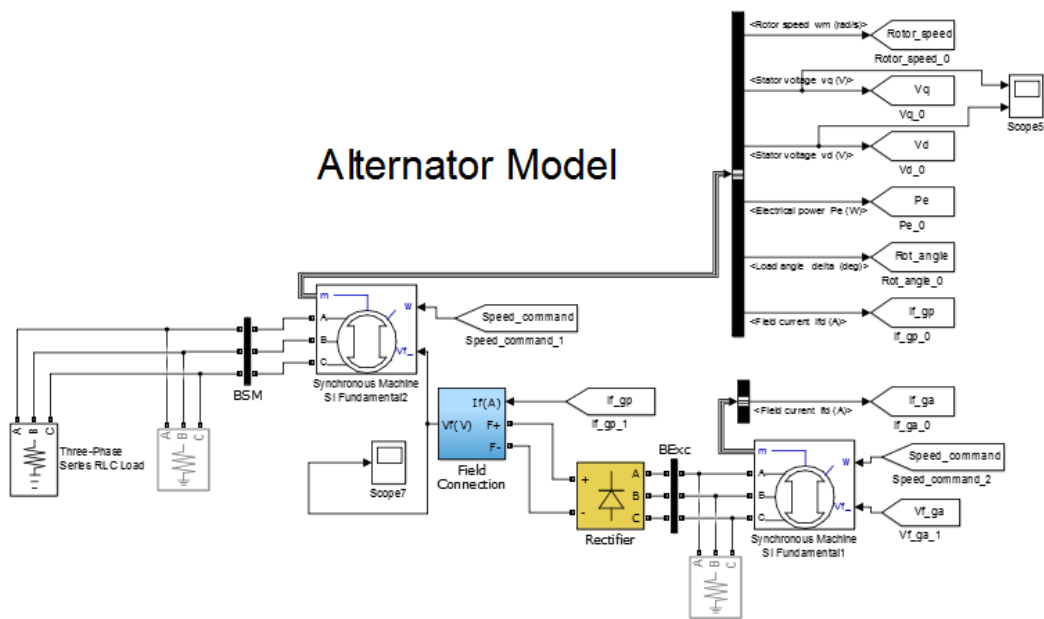 Alternator Model
<Rotor speed wm (rad/s)>
Rotor_speed
Rotor_speed_0
<Stator voltage vq (V)>
Vq
Vq_0
Scope5
<Stator voltage vd (V)>
Vd
Vd_0
<Electrical power Pe (W)>
Pe
Pe_0
<Load angle delta (deg)>
Rot_angle
Rot_angle_0
<Field current ifd (A)>
If_gp
If_gp_0
m
A
B
C
w
Vf_
Synchronous Machine
SI Fundamental2
Speed_command
Speed_command_1
BSM
A B C
Three-Phase
Series RLC Load
A B C
If(A)
Vf(V)
F+
F-
Field
Connection
If_gp
If_gp_1
Scope7
+
-
A
B
C
Rectifier
BExc
<Field current ifd (A)>
If_ga
If_ga_0
m
A
B
C
w
Vf_
Synchronous Machine
SI Fundamental1
Speed_command
Speed_command_2
Vf_ga
Vf_ga_1
A B C